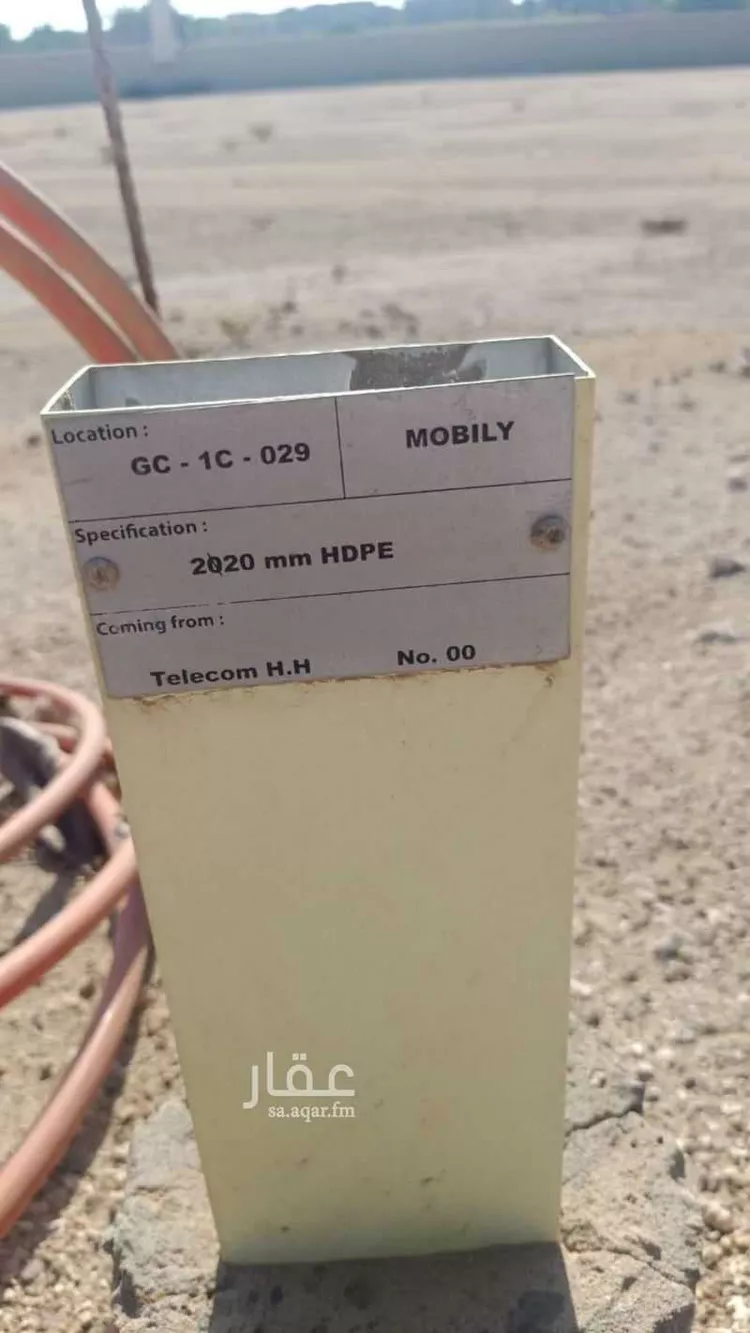 Location :
GC - 1C - 029
MOBILY
Specification :
2020 mm HDPE
Coming from :
Telecom H.H No. 00
عقار
sa.aqar.fm